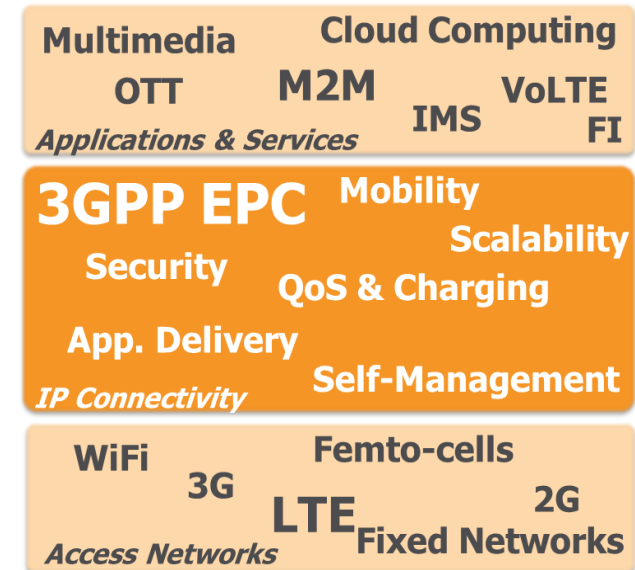 Multimedia
Cloud Computing
OTT
M2M
VoLTE
IMS
FI
Applications & Services
3GPP EPC
Mobility
Scalability
Security
QoS & Charging
App. Delivery
Self-Management
IP Connectivity
WiFi
Femto-cells
3G
LTE
2G
Fixed Networks
Access Networks